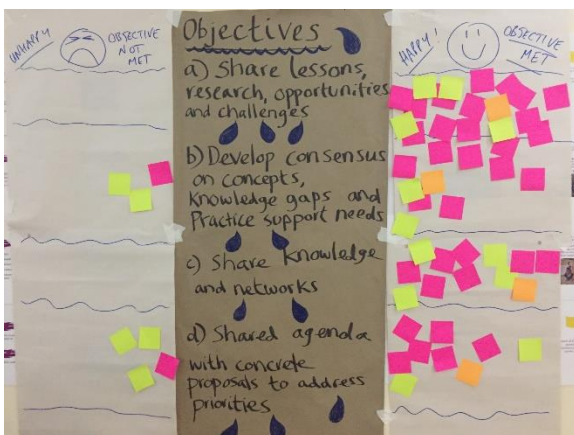 UNHAPPY
OBJECTIVE
NOT
MET
Objectives
a) Share lessons,
research, opportunities
and challenges
b) Develop consensus
on concepts,
Knowledge gaps and
Practice support needs
c) Share knowledge
and networks
d) Shared agenda
with concrete
proposals to address
priorities
HAPPY!
OBJECTIVE
MET